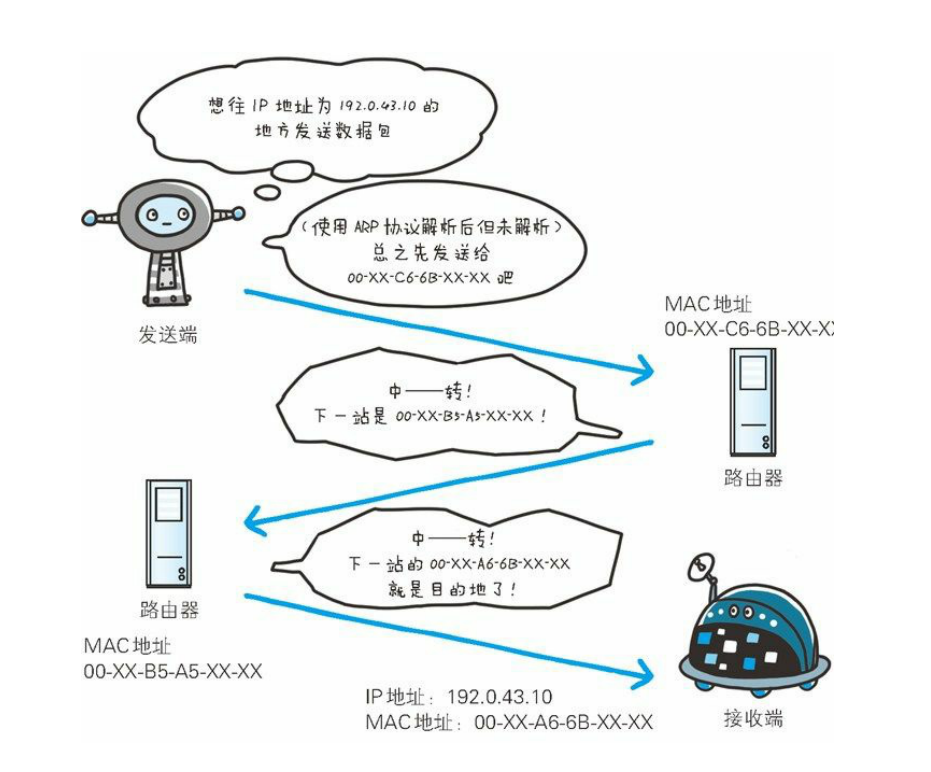 想往 IP 地址为 192.0.43.10 的
地方发送数据包
(使用 ARP 协议解析后但未解析)
总之先发送给
00-XX-C6-6B-XX-XX 吧
发送端
MAC 地址
00-XX-C6-6B-XX-XX
中——转!
下一站是 00-XX-B5-A5-XX-XX !
路由器
中——转!
下一站的 00-XX-A6-6B-XX-XX
就是目的地了!
路由器
MAC 地址
00-XX-B5-A5-XX-XX
IP 地址: 192.0.43.10
MAC 地址: 00-XX-A6-6B-XX-XX
接收端